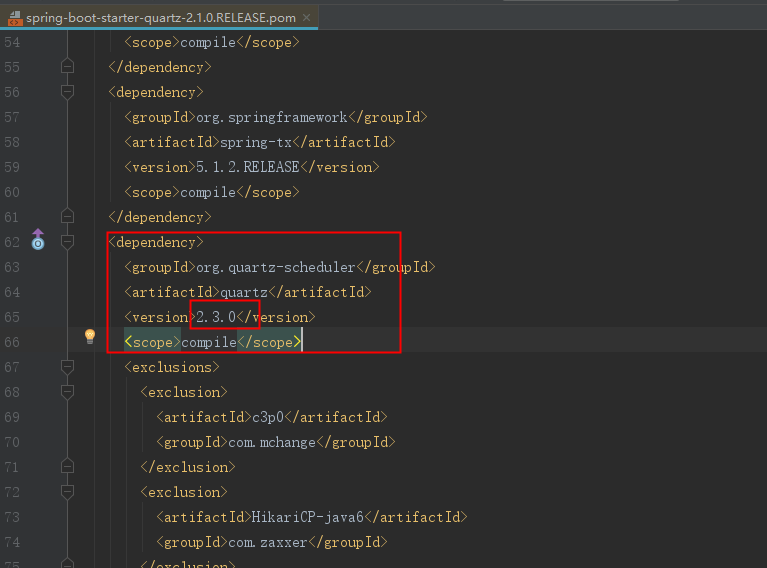 spring-boot-starter-quartz-2.1.0.RELEASE.pom
54 <scope>compile</scope>
55 </dependency>
56 <dependency>
57 <groupId>org.springframework</groupId>
58 <artifactId>spring-tx</artifactId>
59 <version>5.1.2.RELEASE</version>
60 <scope>compile</scope>
61 </dependency>
62 <dependency>
63 <groupId>org.quartz-scheduler</groupId>
64 <artifactId>quartz</artifactId>
65 <version>2.3.0</version>
66 <scope>compile</scope>
67 <exclusions>
68 <exclusion>
69 <artifactId>c3p0</artifactId>
70 <groupId>com.mchange</groupId>
71 </exclusion>
72 <exclusion>
73 <artifactId>HikariCP-java6</artifactId>
74 <groupId>com.zaxxer</groupId>
75 </exclusion>